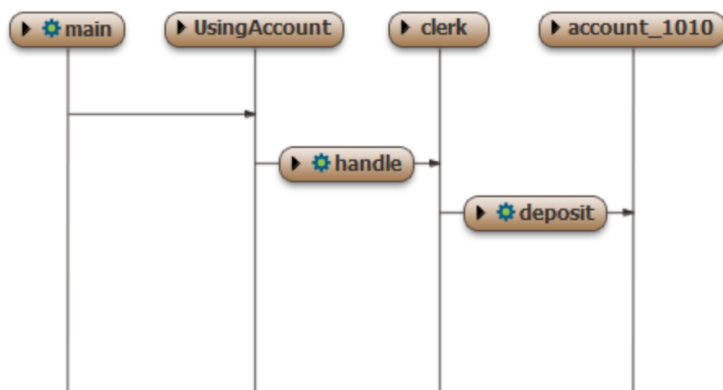 main
UsingAccount
clerk
account_1010
handle
deposit